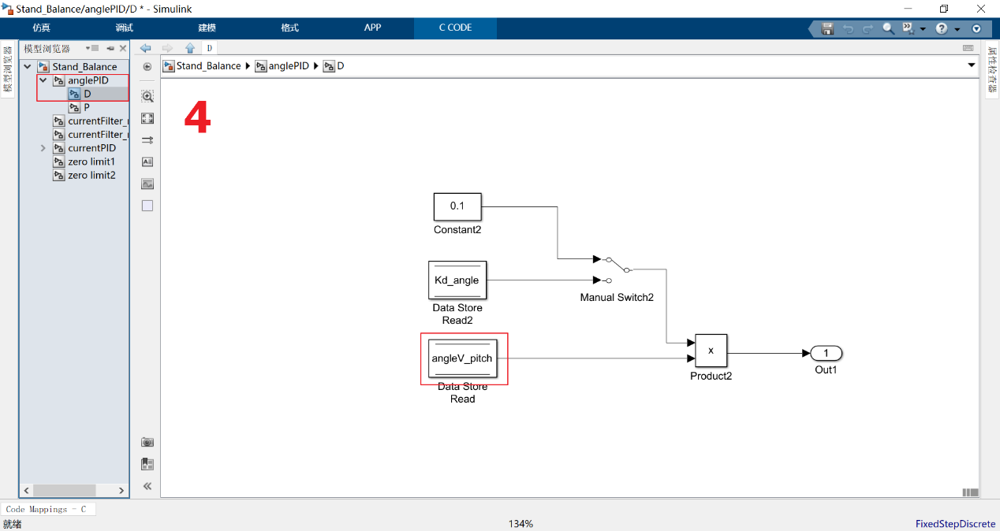 Stand_Balance/anglePID/D * - Simulink
仿真 调试 建模 格式 APP C CODE
模型浏览器
模型浏览器
D
属性检查器
Stand_Balance anglePID D
Stand_Balance
anglePID
D
P
currentFilter_
currentFilter_
currentPID
zero limit1
zero limit2
4
0.1
Constant2
Kd_angle
Data Store
Read2
Manual Switch2
angleV_pitch
Data Store
Read
x
Product2
1
Out1
Code Mappings - C
就绪
134%
FixedStepDiscrete